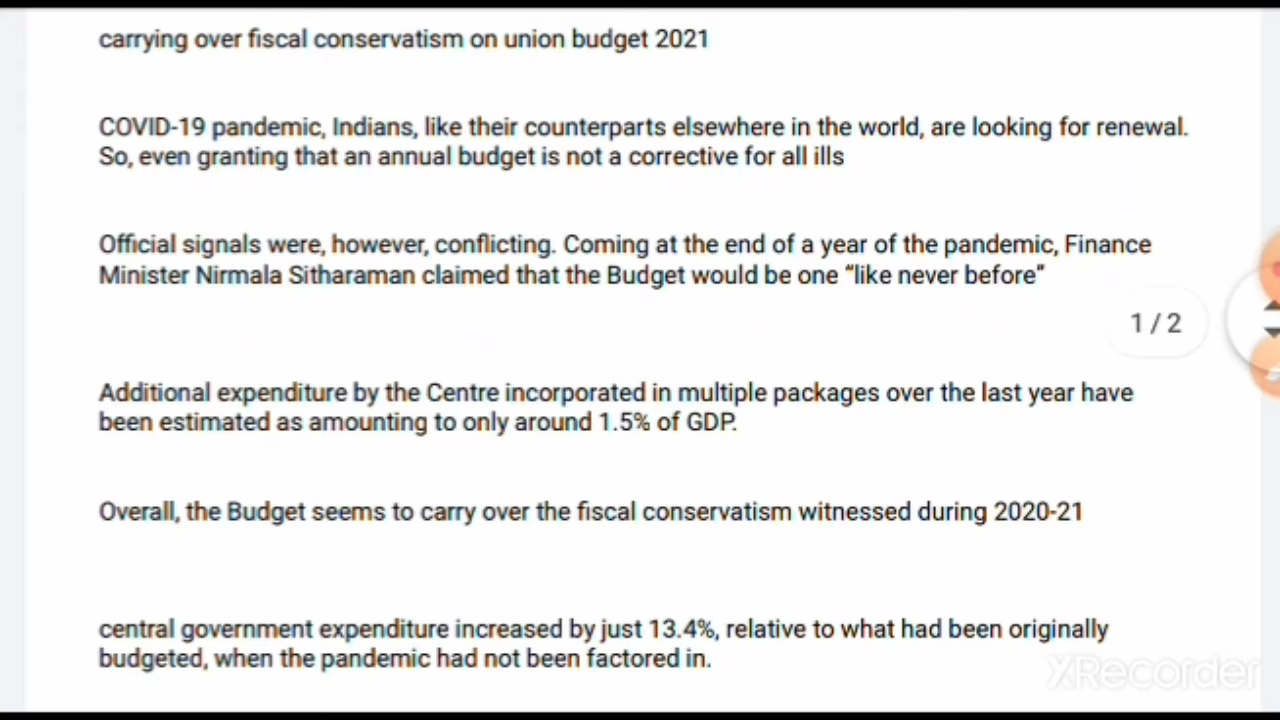 carrying over fiscal conservatism on union budget 2021
COVID-19 pandemic, Indians, like their counterparts elsewhere in the world, are looking for renewal.
So, even granting that an annual budget is not a corrective for all ills
Official signals were, however, conflicting. Coming at the end of a year of the pandemic, Finance
Minister Nirmala Sitharaman claimed that the Budget would be one “like never before”
1 / 2
Additional expenditure by the Centre incorporated in multiple packages over the last year have
been estimated as amounting to only around 1.5% of GDP.
Overall, the Budget seems to carry over the fiscal conservatism witnessed during 2020-21
central government expenditure increased by just 13.4%, relative to what had been originally
budgeted, when the pandemic had not been factored in.
XRecorder